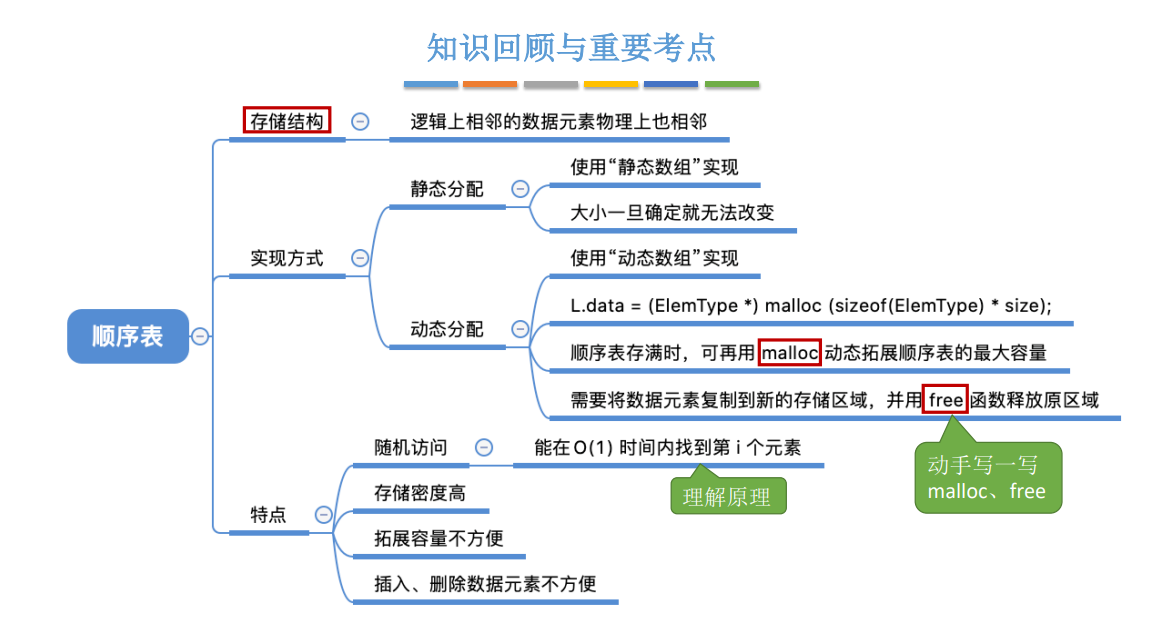 知识回顾与重要考点
存储结构
逻辑上相邻的数据元素物理上也相邻
使用“静态数组”实现
静态分配
大小一旦确定就无法改变
实现方式
使用“动态数组”实现
L.data = (ElemType *) malloc (sizeof(ElemType) * size);
动态分配
顺序表
顺序表存满时，可再用 malloc 动态拓展顺序表的最大容量
需要将数据元素复制到新的存储区域，并用 free 函数释放原区域
随机访问
能在O(1) 时间内找到第 i 个元素
动手写一写
malloc、free
理解原理
存储密度高
特点
拓展容量不方便
插入、删除数据元素不方便